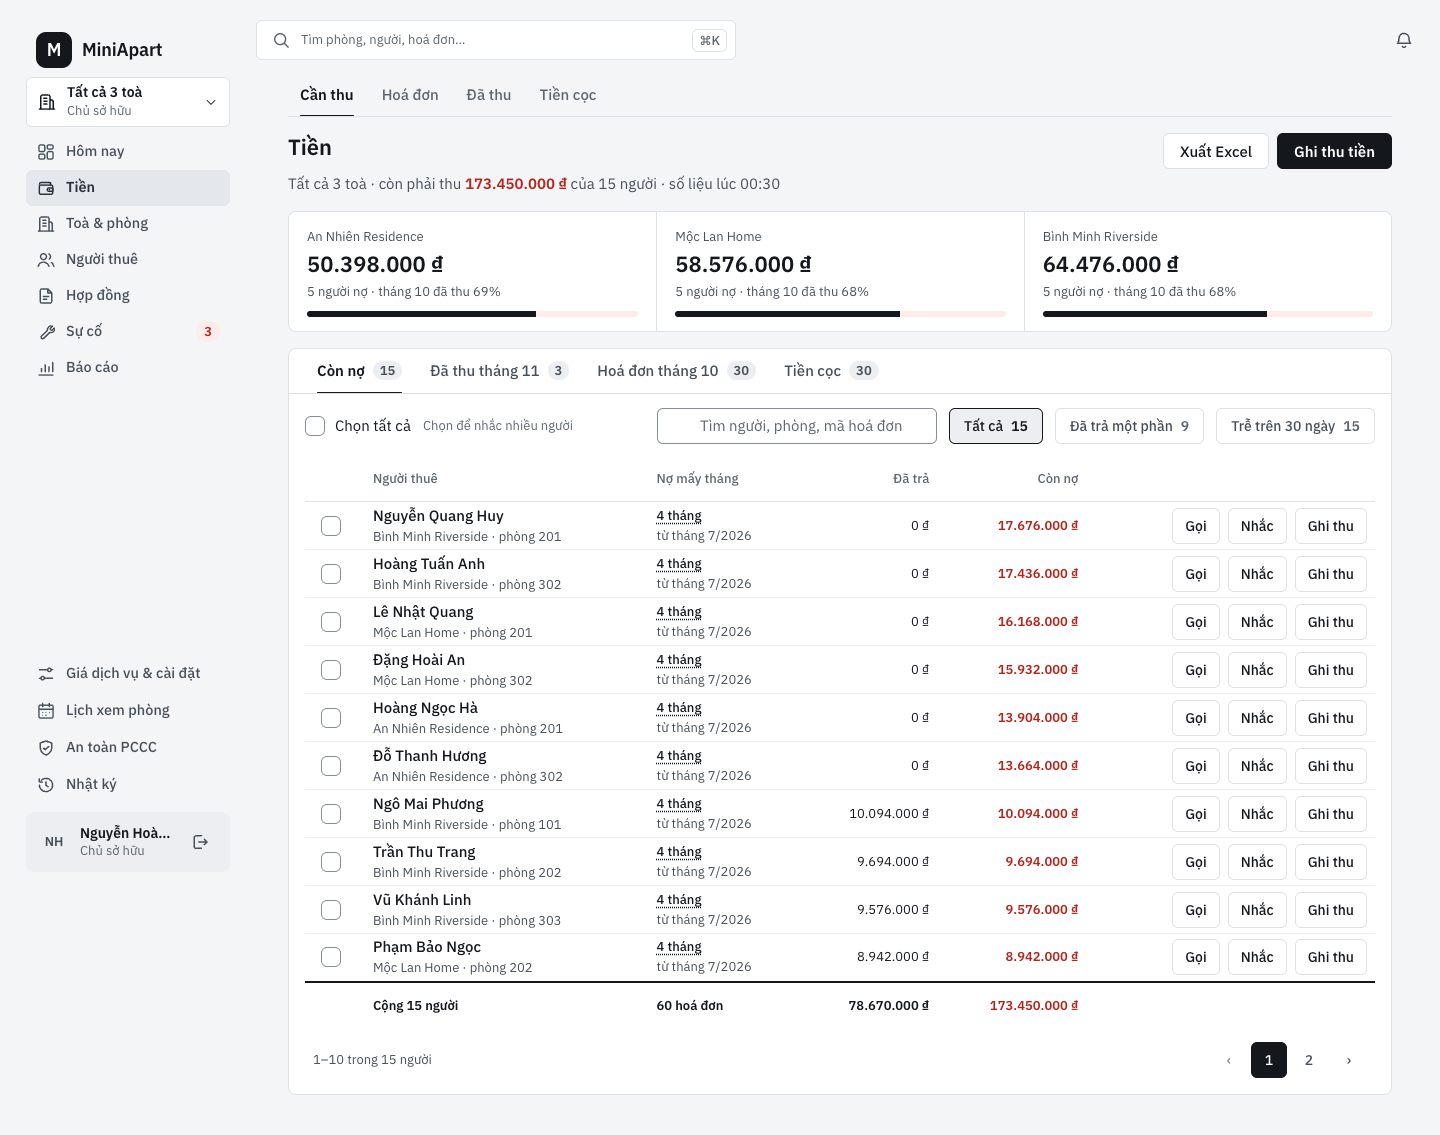 M MiniApart
Tìm phòng, người, hoá đơn...
⌘K
Tất cả 3 toà
Chủ sở hữu
Hôm nay
Tiền
Toà & phòng
Người thuê
Hợp đồng
Sự cố 3
Báo cáo
Giá dịch vụ & cài đặt
Lịch xem phòng
An toàn PCCC
Nhật ký
NH
Nguyễn Hoà...
Chủ sở hữu
Cần thu Hoá đơn Đã thu Tiền cọc
Tiền
Xuất Excel Ghi thu tiền
Tất cả 3 toà · còn phải thu 173.450.000 ₫ của 15 người · số liệu lúc 00:30
An Nhiên Residence
50.398.000 ₫
5 người nợ · tháng 10 đã thu 69%
Mộc Lan Home
58.576.000 ₫
5 người nợ · tháng 10 đã thu 68%
Bình Minh Riverside
64.476.000 ₫
5 người nợ · tháng 10 đã thu 68%
Còn nợ 15 Đã thu tháng 11 3 Hoá đơn tháng 10 30 Tiền cọc 30
Chọn tất cả Chọn để nhắc nhiều người Tìm người, phòng, mã hoá đơn Tất cả 15 Đã trả một phần 9 Trễ trên 30 ngày 15
Người thuê Nợ mấy tháng Đã trả Còn nợ
Nguyễn Quang Huy 4 tháng 0 ₫ 17.676.000 ₫ Gọi Nhắc Ghi thu
Bình Minh Riverside · phòng 201 từ tháng 7/2026
Hoàng Tuấn Anh 4 tháng 0 ₫ 17.436.000 ₫ Gọi Nhắc Ghi thu
Bình Minh Riverside · phòng 302 từ tháng 7/2026
Lê Nhật Quang 4 tháng 0 ₫ 16.168.000 ₫ Gọi Nhắc Ghi thu
Mộc Lan Home · phòng 201 từ tháng 7/2026
Đặng Hoài An 4 tháng 0 ₫ 15.932.000 ₫ Gọi Nhắc Ghi thu
Mộc Lan Home · phòng 302 từ tháng 7/2026
Hoàng Ngọc Hà 4 tháng 0 ₫ 13.904.000 ₫ Gọi Nhắc Ghi thu
An Nhiên Residence · phòng 201 từ tháng 7/2026
Đỗ Thanh Hương 4 tháng 0 ₫ 13.664.000 ₫ Gọi Nhắc Ghi thu
An Nhiên Residence · phòng 302 từ tháng 7/2026
Ngô Mai Phương 4 tháng 10.094.000 ₫ 10.094.000 ₫ Gọi Nhắc Ghi thu
Bình Minh Riverside · phòng 101 từ tháng 7/2026
Trần Thu Trang 4 tháng 9.694.000 ₫ 9.694.000 ₫ Gọi Nhắc Ghi thu
Bình Minh Riverside · phòng 202 từ tháng 7/2026
Vũ Khánh Linh 4 tháng 9.576.000 ₫ 9.576.000 ₫ Gọi Nhắc Ghi thu
Bình Minh Riverside · phòng 303 từ tháng 7/2026
Phạm Bảo Ngọc 4 tháng 8.942.000 ₫ 8.942.000 ₫ Gọi Nhắc Ghi thu
Mộc Lan Home · phòng 202 từ tháng 7/2026
Cộng 15 người 60 hoá đơn 78.670.000 ₫ 173.450.000 ₫
1–10 trong 15 người ‹ 1 2 ›